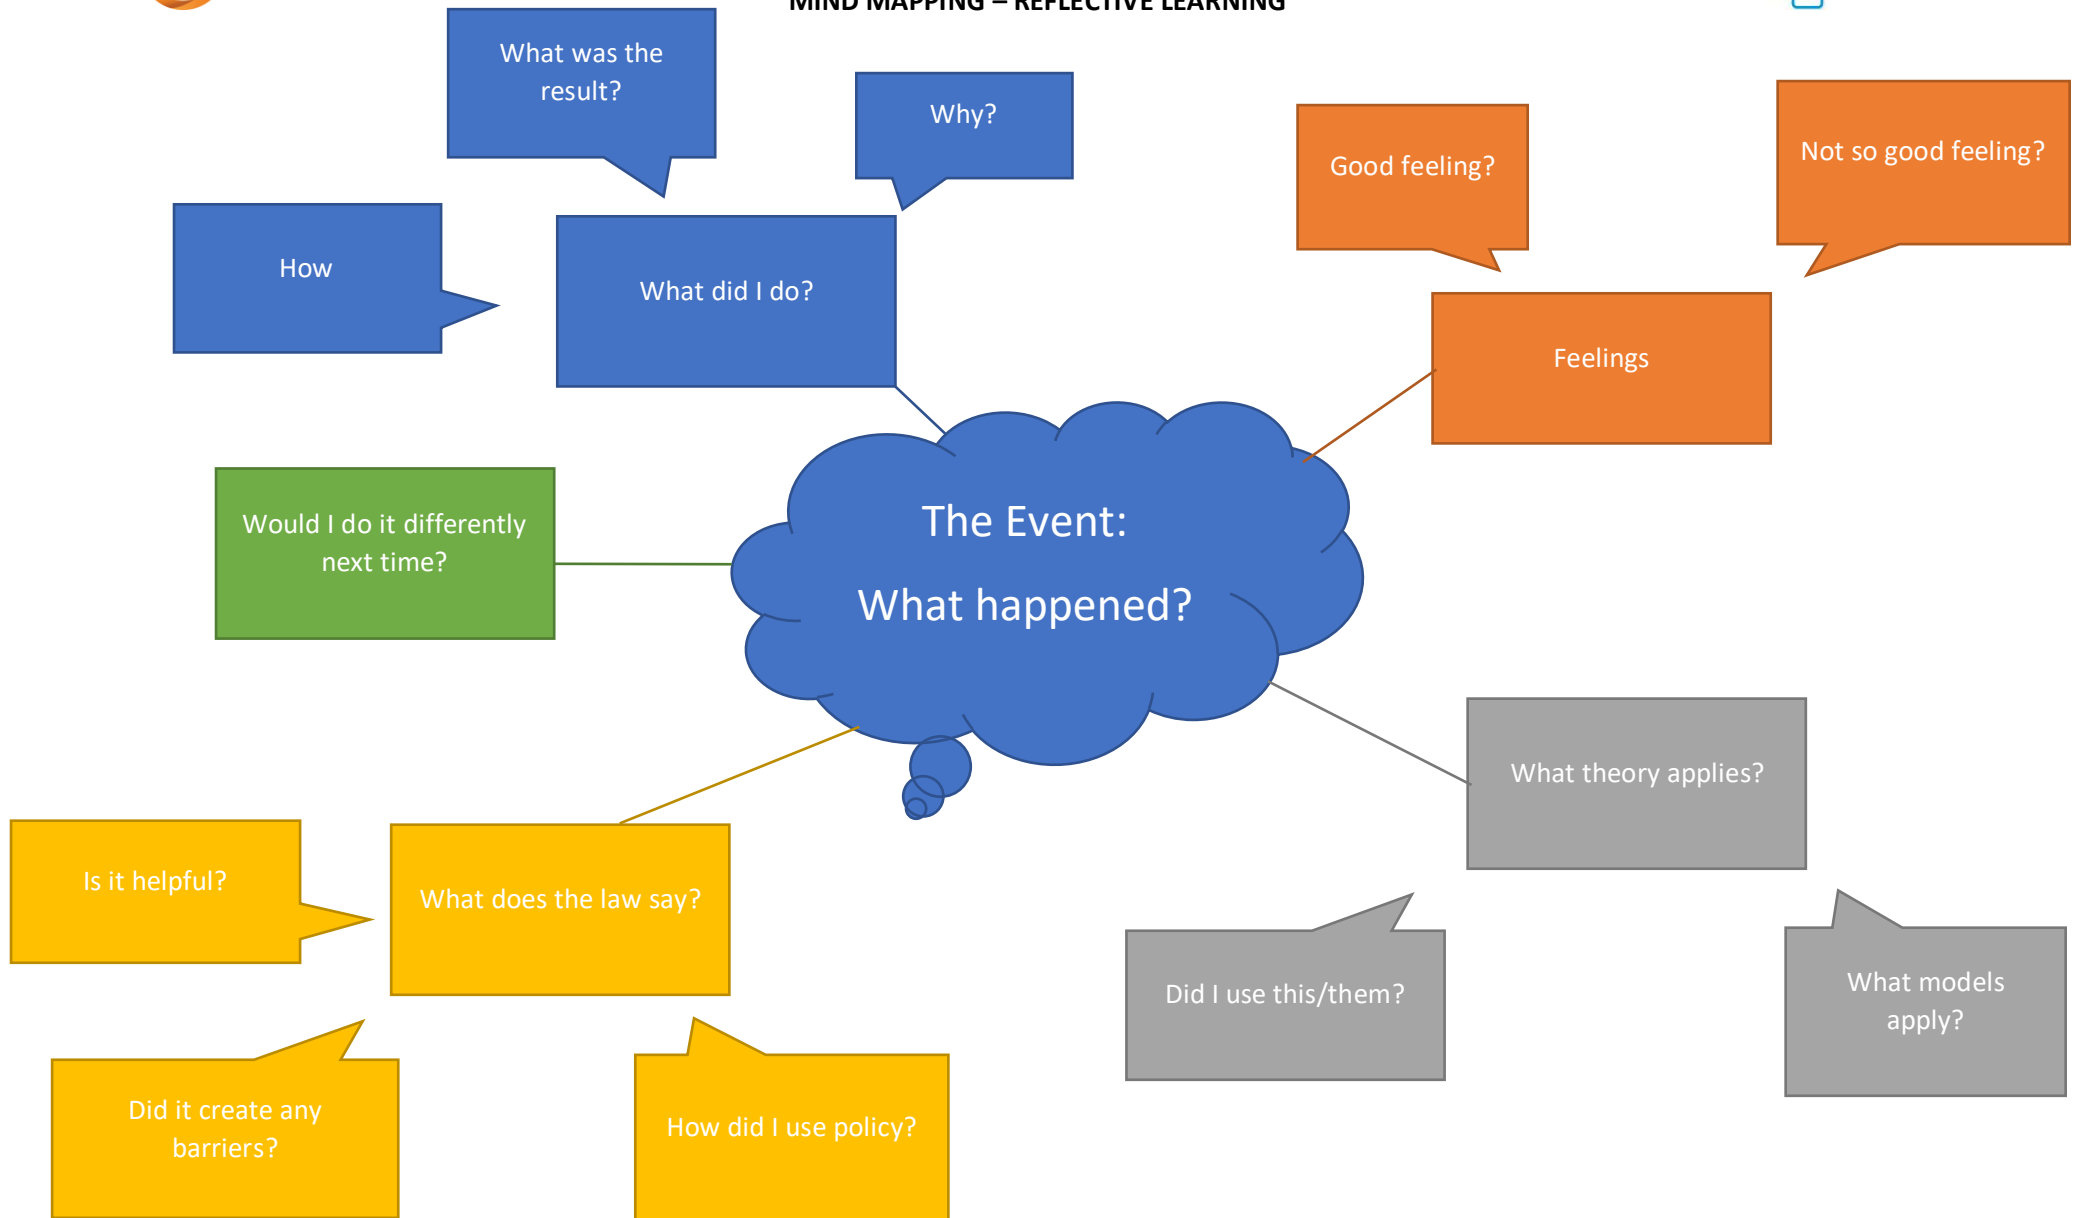 MIND MAPPING – REFLECTIVE LEARNING
What was the
result?
Why?
Good feeling?
Not so good feeling?
How
What did I do?
Feelings
Would I do it differently
next time?
The Event:
What happened?
What theory applies?
Is it helpful?
What does the law say?
Did I use this/them?
What models
apply?
Did it create any
barriers?
How did I use policy?